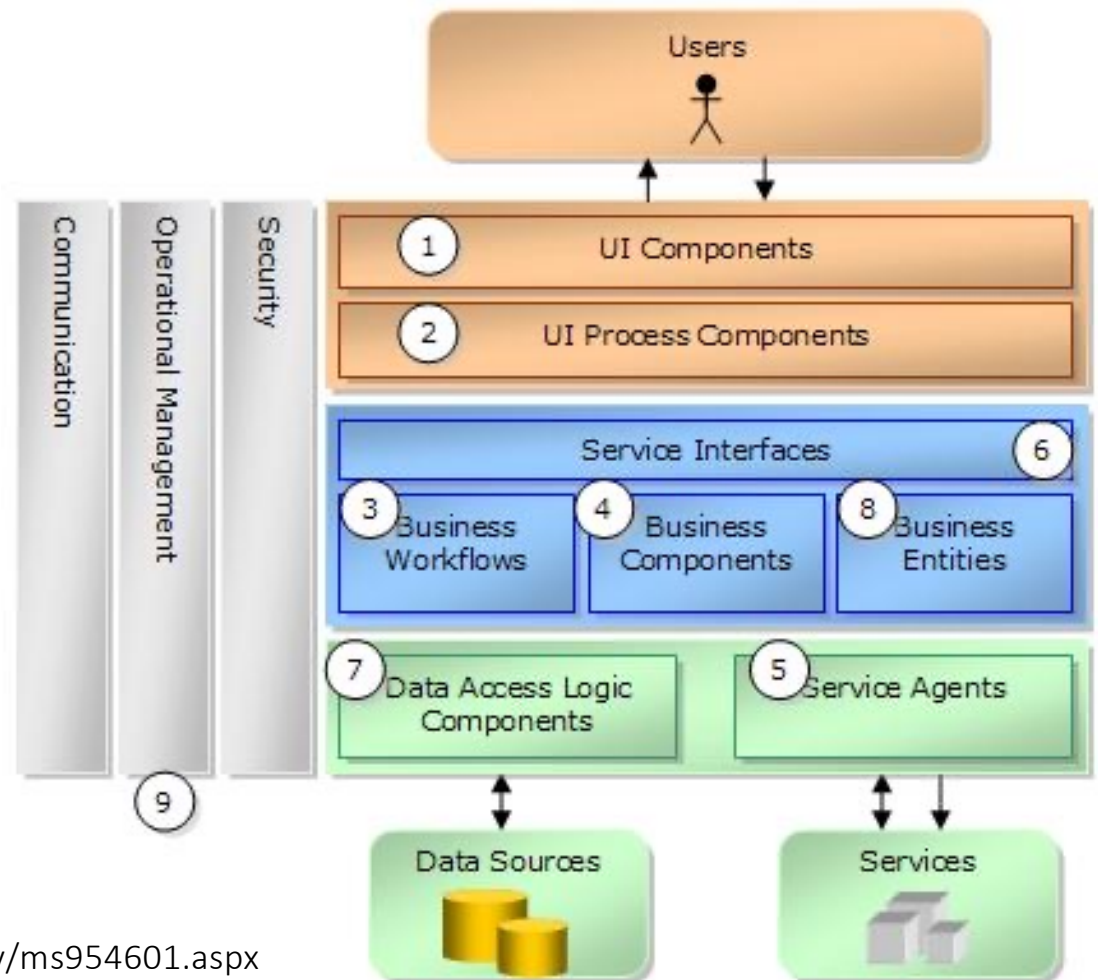 Users
Communication
Operational Management
Security
1
UI Components
2
UI Process Components
Service Interfaces
6
3
Business
Workflows
4
Business
Components
8
Business
Entities
7
Data Access Logic
Components
5
Service Agents
9
Data Sources
Services
/ms954601.aspx